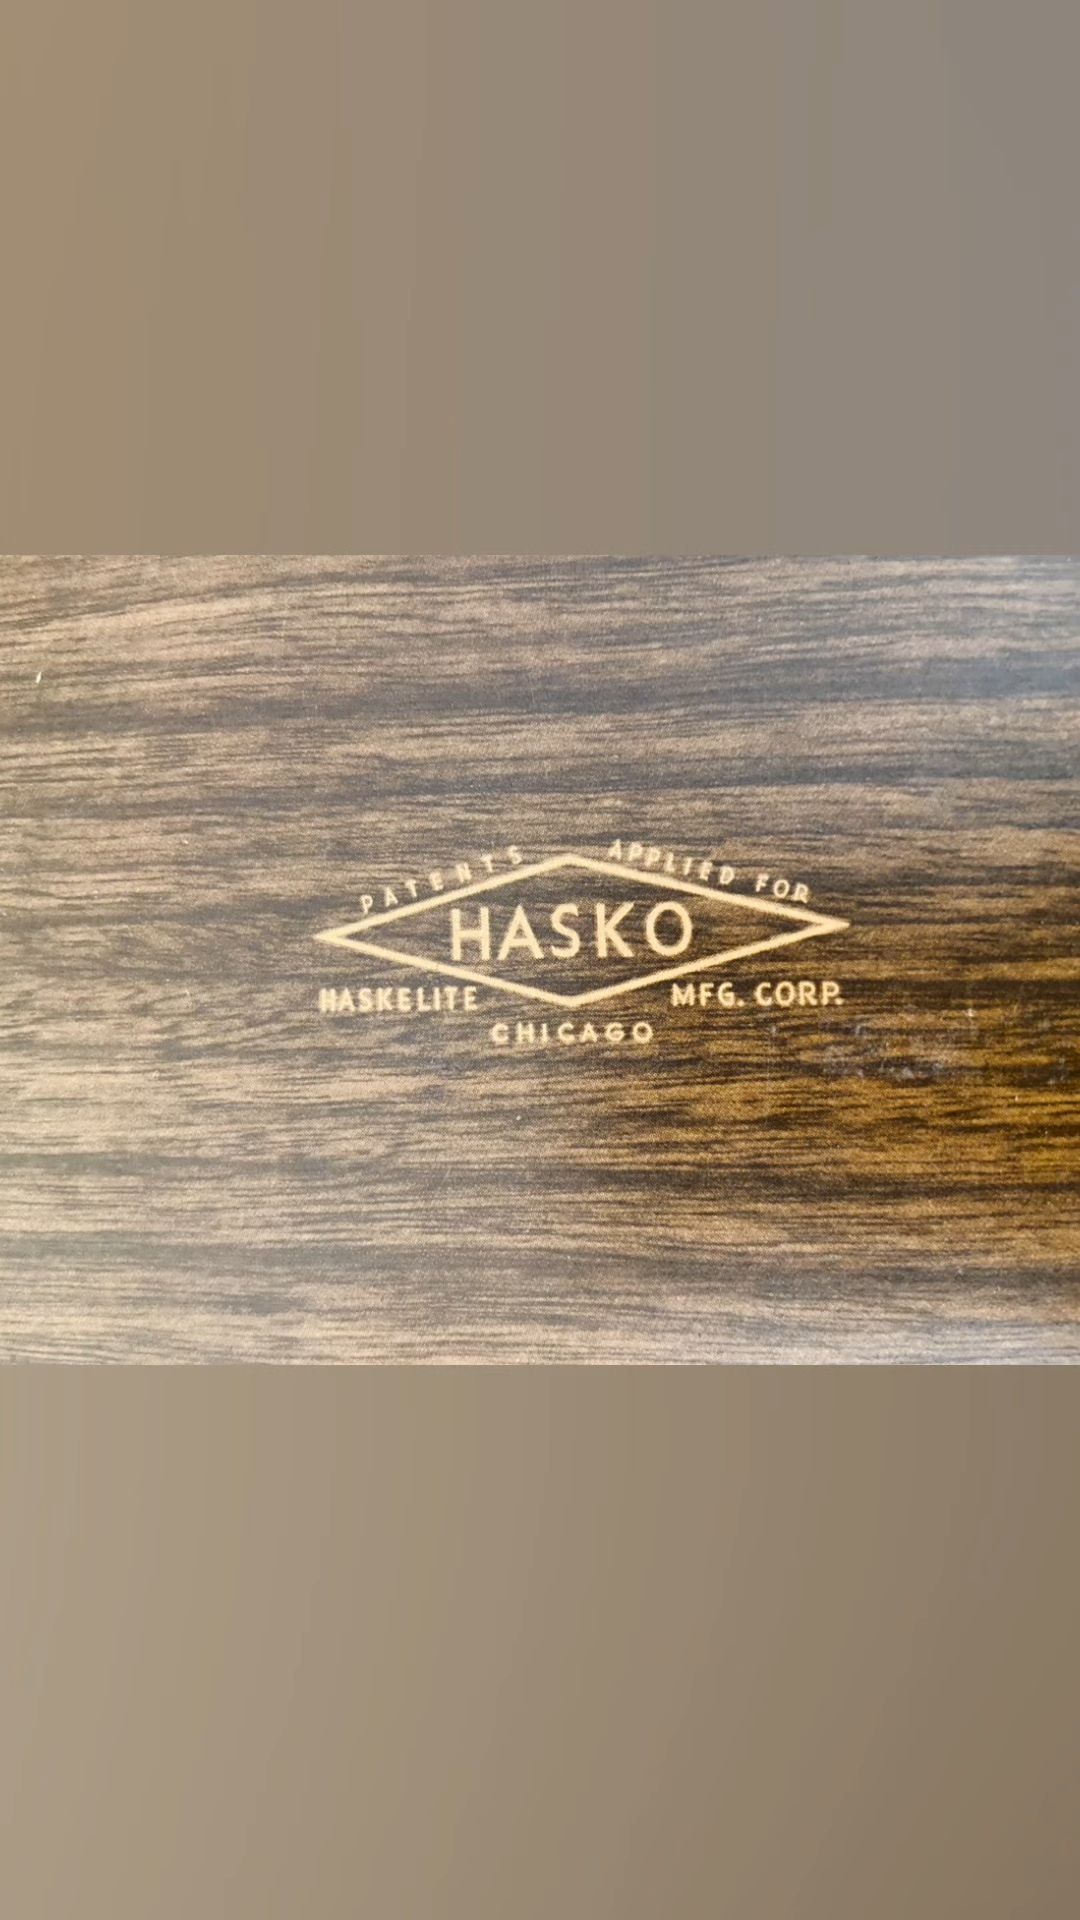 PATENTS APPLIED FOR
HASKO
HASKELITE MFG. CORP.
CHICAGO